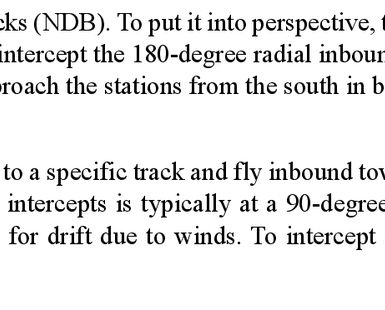 cks (NDB). To put it into perspective, t
intercept the 180-degree radial inboun
proach the stations from the south in b
to a specific track and fly inbound tow
intercepts is typically at a 90-degree
for drift due to winds. To intercept